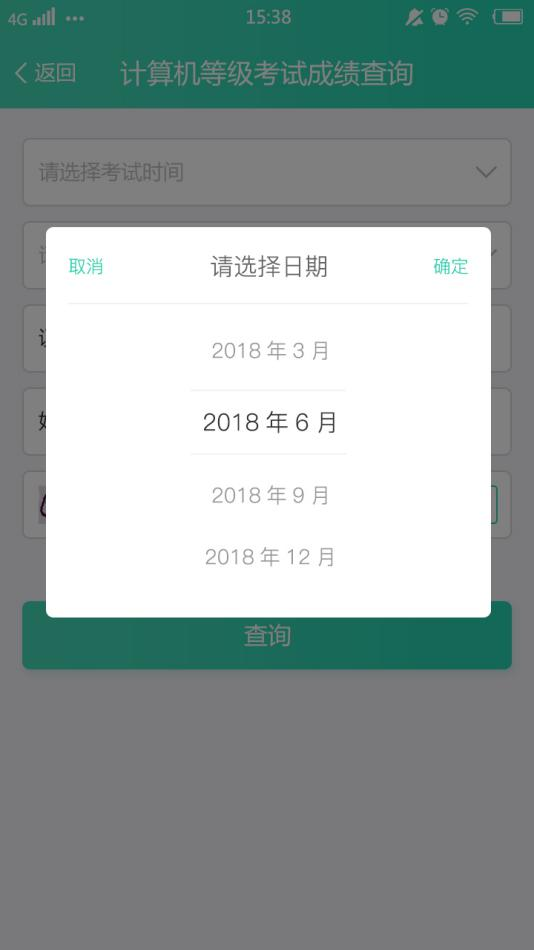 4G 15:38
返回 计算机等级考试成绩查询
请选择考试时间
取消 请选择日期 确定
2018 年 3 月
2018 年 6 月
2018 年 9 月
2018 年 12 月
查询